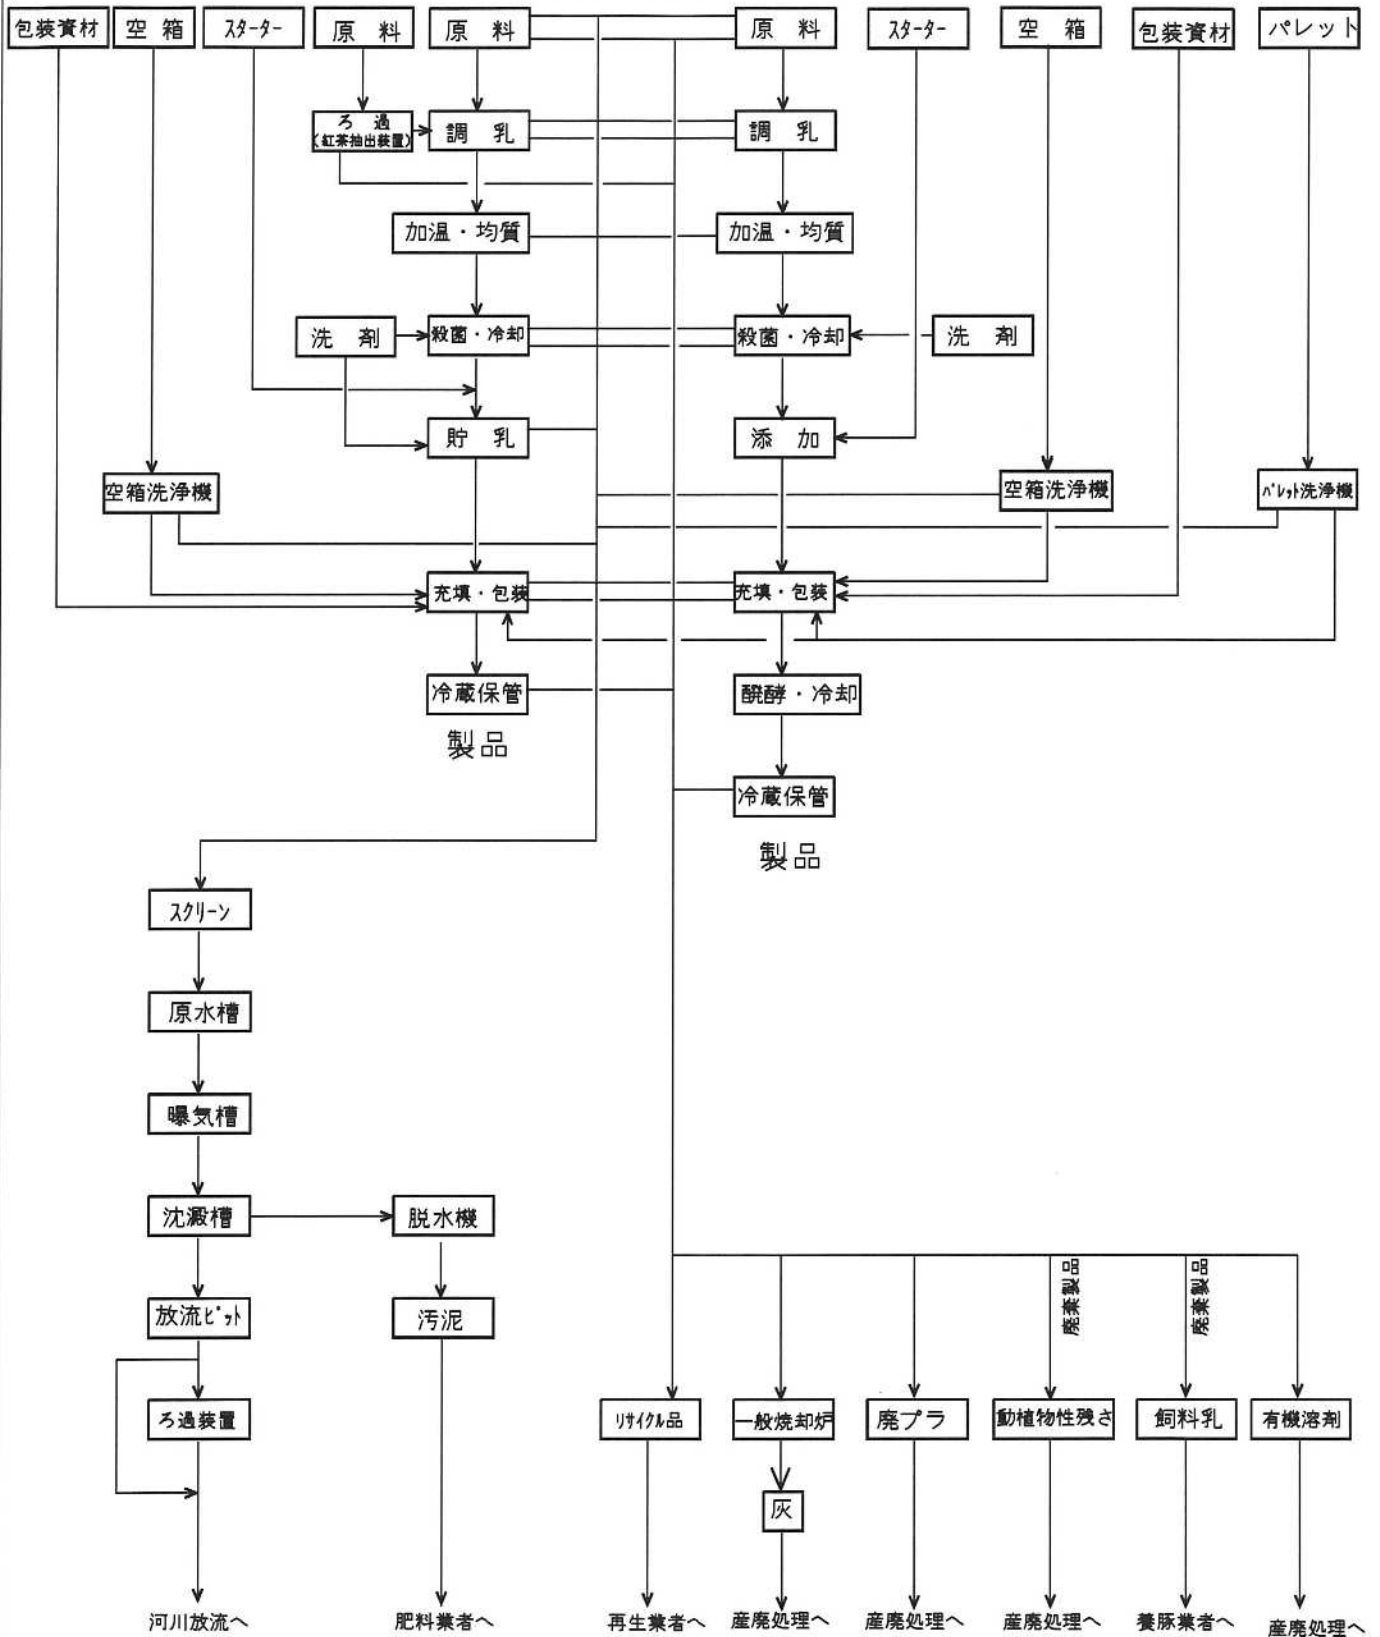 包装資材
空箱
スターター
原料
原料
原料
スターター
空箱
包装資材
パレット
ろ過
(紅茶抽出装置)
調乳
調乳
加温・均質
加温・均質
洗剤
殺菌・冷却
殺菌・冷却
洗剤
貯乳
添加
空箱洗浄機
空箱洗浄機
パレット洗浄機
充填・包装
充填・包装
冷蔵保管
醗酵・冷却
製品
冷蔵保管
製品
スクリーン
原水槽
曝気槽
沈澱槽
脱水機
放流ピット
汚泥
廃棄製品
廃棄製品
ろ過装置
リサイクル品
一般焼却炉
廃プラ
動植物性残さ
飼料乳
有機溶剤
灰
河川放流へ
肥料業者へ
再生業者へ
産廃処理へ
産廃処理へ
産廃処理へ
養豚業者へ
産廃処理へ